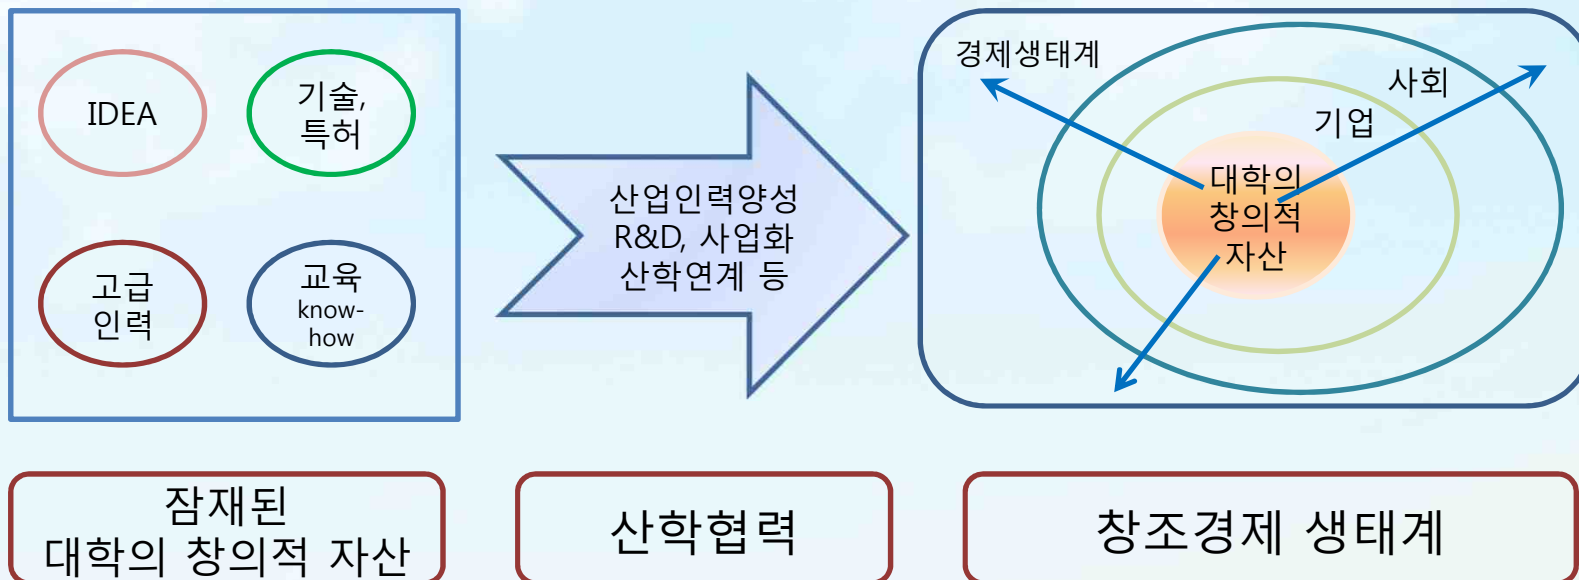 IDEA
기술,
특허
고급
인력
교육
know-
how
산업인력양성
R&D, 사업화
산학연계 등
경제생태계
사회
기업
대학의
창의적
자산
잠재된
대학의 창의적 자산
산학협력
창조경제 생태계